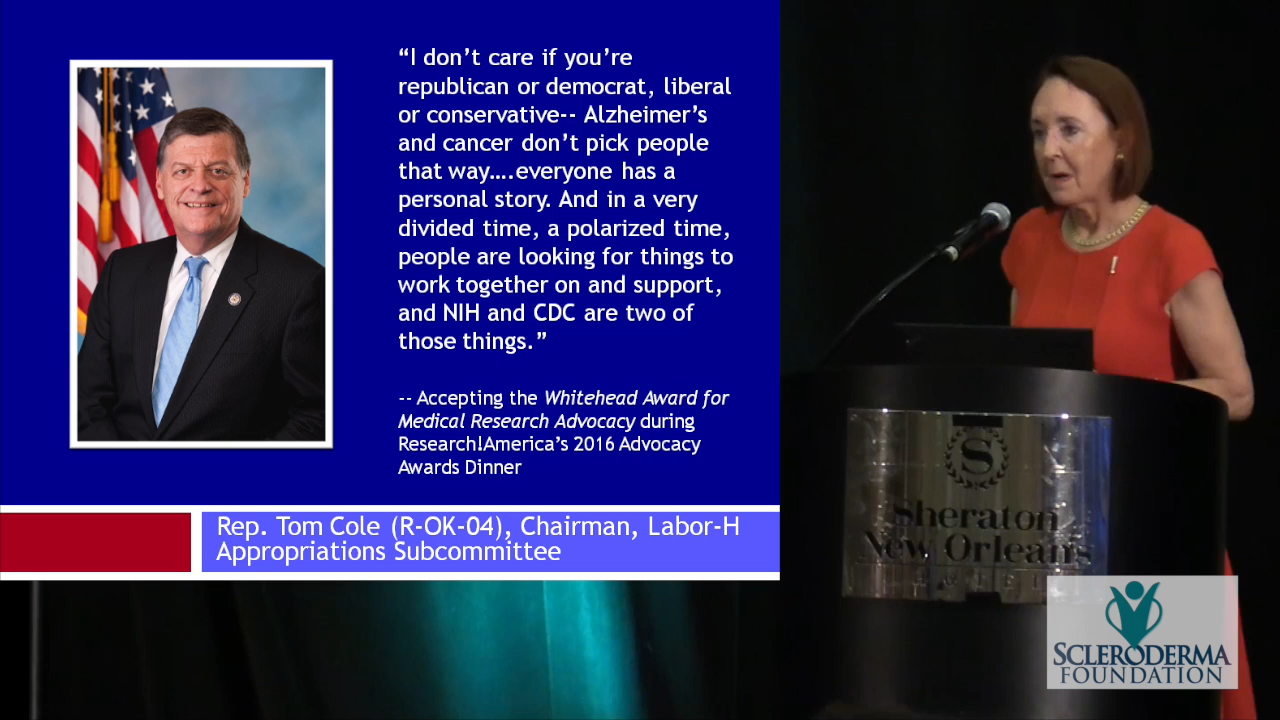 “I don’t care if you’re
republican or democrat, liberal
or conservative-- Alzheimer’s
and cancer don’t pick people
that way….everyone has a
personal story. And in a very
divided time, a polarized time,
people are looking for things to
work together on and support,
and NIH and CDC are two of
those things.”
-- Accepting the Whitehead Award for
Medical Research Advocacy during
Research!America’s 2016 Advocacy
Awards Dinner
Rep. Tom Cole (R-OK-04), Chairman, Labor-H
Appropriations Subcommittee
S
Sheraton
New Orleans
SCLERODERMA
FOUNDATION